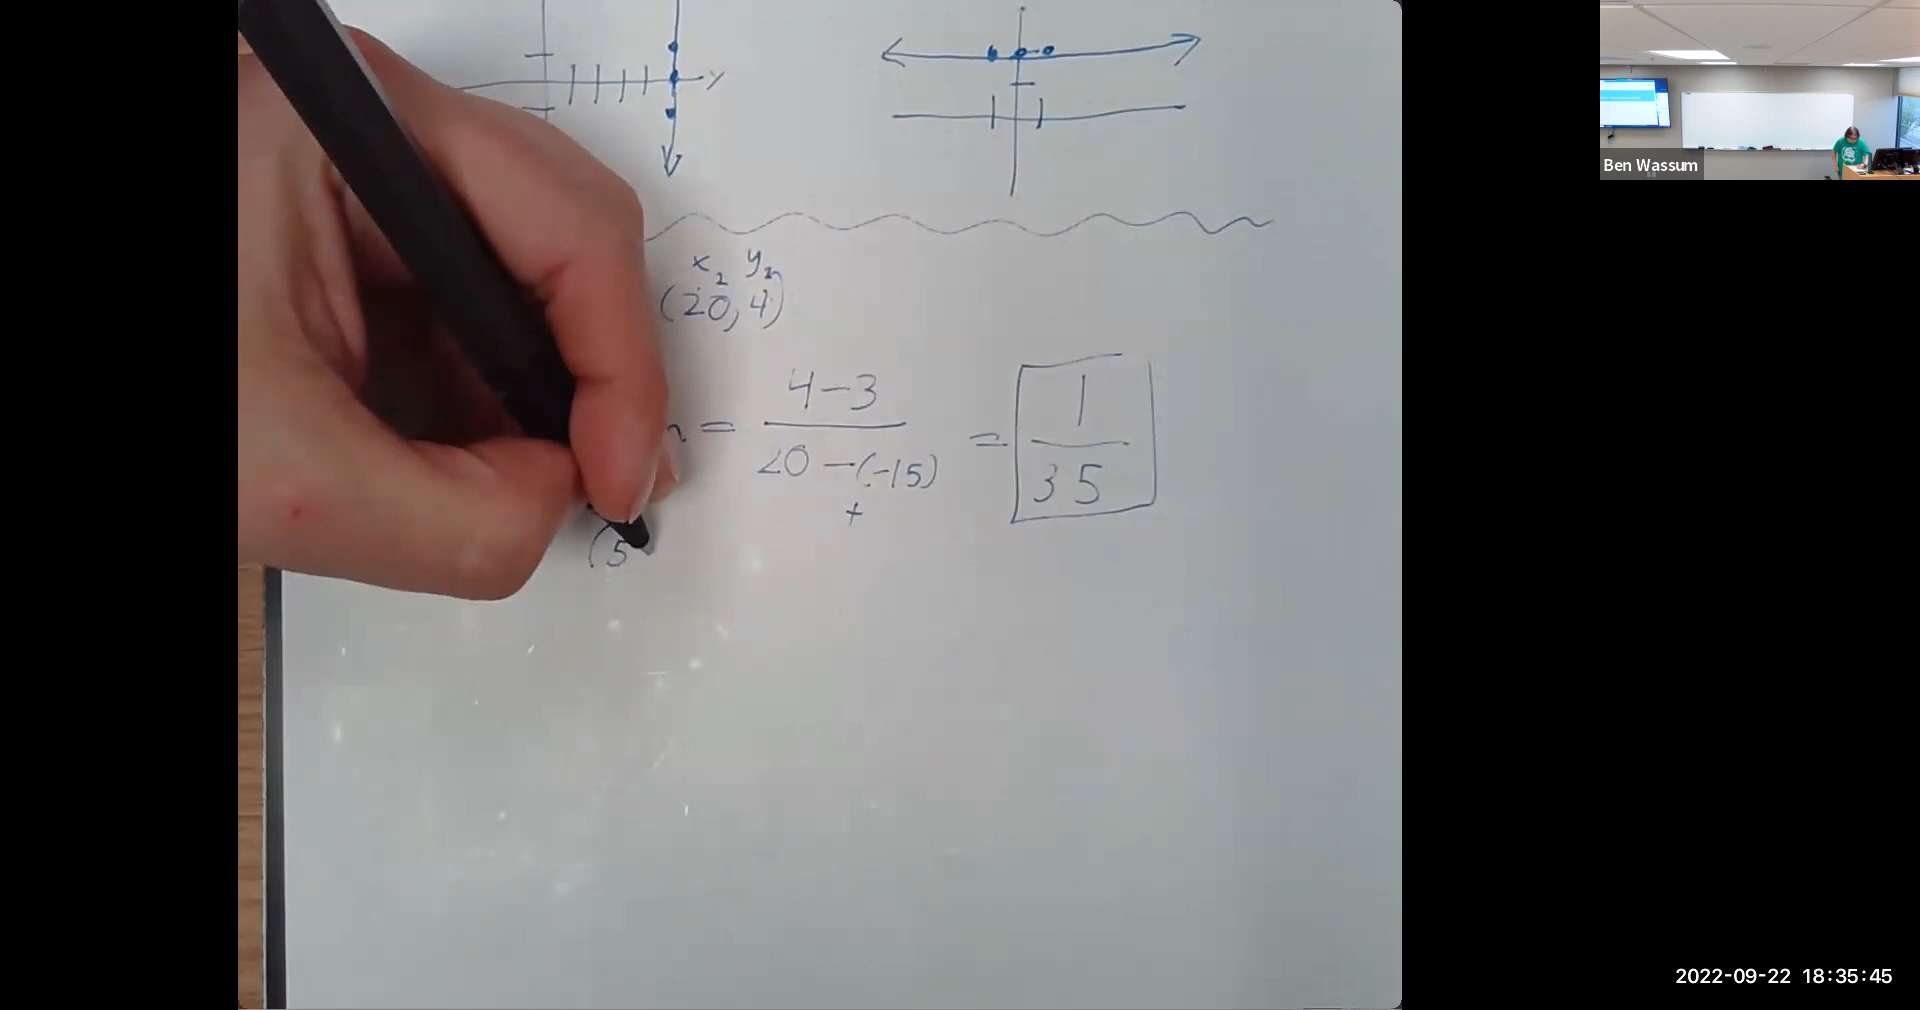 y
x₂ y₂
(20, 4)
4 - 3
m = ——— = 1/35
20 - (-15)
+
(5
Ben Wassum
2022-09-22 18:35:45